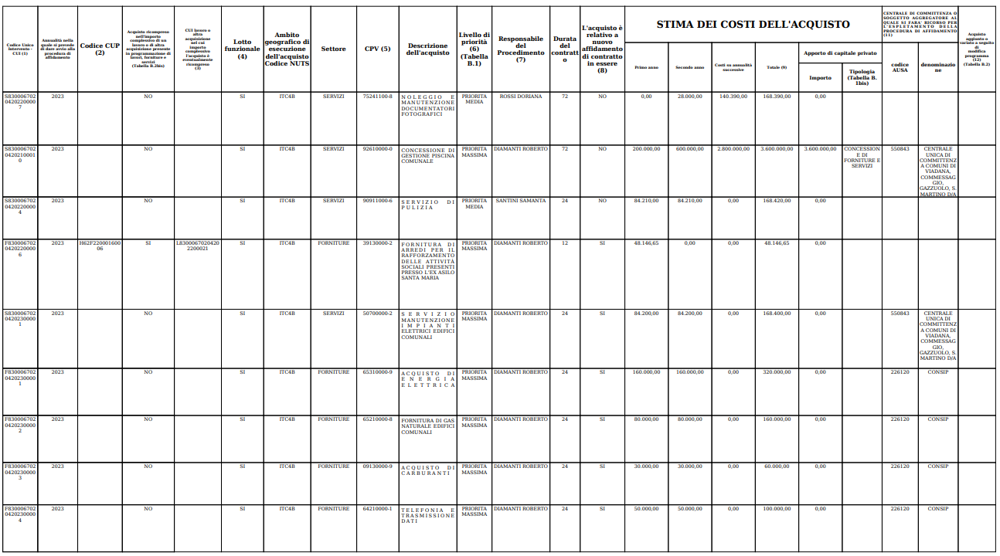 Codice Unico Intervento - CUI (1)
Annualità nella quale si prevede di dare avvio alla procedura di affidamento
Codice CUP (2)
Acquisto ricompreso nell'importo complessivo di un lavoro o di altra acquisizione presente in programmazione di lavori, forniture e servizi (Tabella B.2bis)
CUI lavoro o altra acquisizione nel cui importo complessivo l'acquisto è eventualmente ricompreso (3)
Lotto funzionale (4)
Ambito geografico di esecuzione dell'acquisto Codice NUTS
Settore
CPV (5)
Descrizione dell'acquisto
Livello di priorità (6) (Tabella B.1)
Responsabile del Procedimento (7)
Durata del contratto
L'acquisto è relativo a nuovo affidamento di contratto in essere (8)
STIMA DEI COSTI DELL'ACQUISTO
Primo anno
Secondo anno
Costi su annualità successive
Totale (9)
Apporto di capitale privato
Importo
Tipologia (Tabella B. 1bis)
CENTRALE DI COMMITTENZA O SOGGETTO AGGREGATORE AL QUALE SI FARA' RICORSO PER L'ESPLETAMENTO DELLA PROCEDURA DI AFFIDAMENTO (11)
codice AUSA
denominazione
Acquisto aggiunto o variato a seguito di modifica programma (12) (Tabella B.2)
S83000670204202200007 2023 NO SI ITC4B SERVIZI 75241100-8 NOLEGGIO E MANUTENZIONE DOCUMENTATORI FOTOGRAFICI PRIORITA MEDIA ROSSI DORIANA 72 NO 0,00 28.000,00 140.390,00 168.390,00 0,00
S83000670204202100010 2023 NO SI ITC4B SERVIZI 92610000-0 CONCESSIONE DI GESTIONE PISCINA COMUNALE PRIORITA MASSIMA DIAMANTI ROBERTO 72 NO 200.000,00 600.000,00 2.800.000,00 3.600.000,00 3.600.000,00 CONCESSIONE DI FORNITURE E SERVIZI 550843 CENTRALE UNICA DI COMMITTENZA COMUNI DI VIADANA, COMMESSAGGIO, GAZZUOLO, S. MARTINO D/A
S83000670204202200004 2023 NO SI ITC4B SERVIZI 90911000-6 SERVIZIO DI PULIZIA PRIORITA MEDIA SANTINI SAMANTA 24 NO 84.210,00 84.210,00 0,00 168.420,00 0,00
F83000670204202200006 2023 H62F22000160006 SI L83000670204202200021 SI ITC4B FORNITURE 39130000-2 FORNITURA DI ARREDI PER IL RAFFORZAMENTO DELLE ATTIVITÀ SOCIALI PRESENTI PRESSO L'EX ASILO SANTA MARIA PRIORITA MASSIMA DIAMANTI ROBERTO 12 SI 48.146,65 0,00 0,00 48.146,65 0,00
S83000670204202300001 2023 NO SI ITC4B SERVIZI 50700000-2 SERVIZIO MANUTENZIONE IMPIANTI ELETTRICI EDIFICI COMUNALI PRIORITA MASSIMA DIAMANTI ROBERTO 24 SI 84.200,00 84.200,00 0,00 168.400,00 0,00 550843 CENTRALE UNICA DI COMMITTENZA COMUNI DI VIADANA, COMMESSAGGIO, GAZZUOLO, S. MARTINO D/A
F83000670204202300001 2023 NO SI ITC4B FORNITURE 65310000-9 ACQUISTO DI ENERGIA ELETTRICA PRIORITA MASSIMA DIAMANTI ROBERTO 24 SI 160.000,00 160.000,00 0,00 320.000,00 0,00 226120 CONSIP
F83000670204202300002 2023 NO SI ITC4B FORNITURE 65210000-8 FORNITURA DI GAS NATURALE EDIFICI COMUNALI PRIORITA MASSIMA DIAMANTI ROBERTO 24 SI 80.000,00 80.000,00 0,00 160.000,00 0,00 226120 CONSIP
F83000670204202300003 2023 NO SI ITC4B FORNITURE 09130000-9 ACQUISTO DI CARBURANTI PRIORITA MASSIMA DIAMANTI ROBERTO 24 SI 30.000,00 30.000,00 0,00 60.000,00 0,00 226120 CONSIP
F83000670204202300004 2023 NO SI ITC4B FORNITURE 64210000-1 TELEFONIA E TRASMISSIONE DATI PRIORITA MASSIMA DIAMANTI ROBERTO 24 SI 50.000,00 50.000,00 0,00 100.000,00 0,00 226120 CONSIP